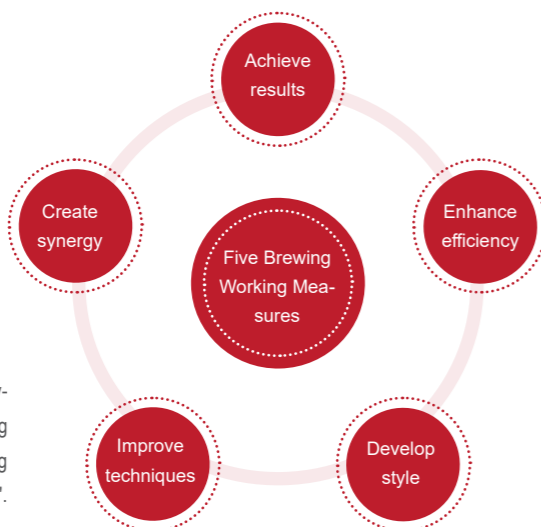 Achieve
results
Create
synergy
Enhance
efficiency
Five Brewing
Working Mea-
sures
Improve
techniques
Develop
style
g
g